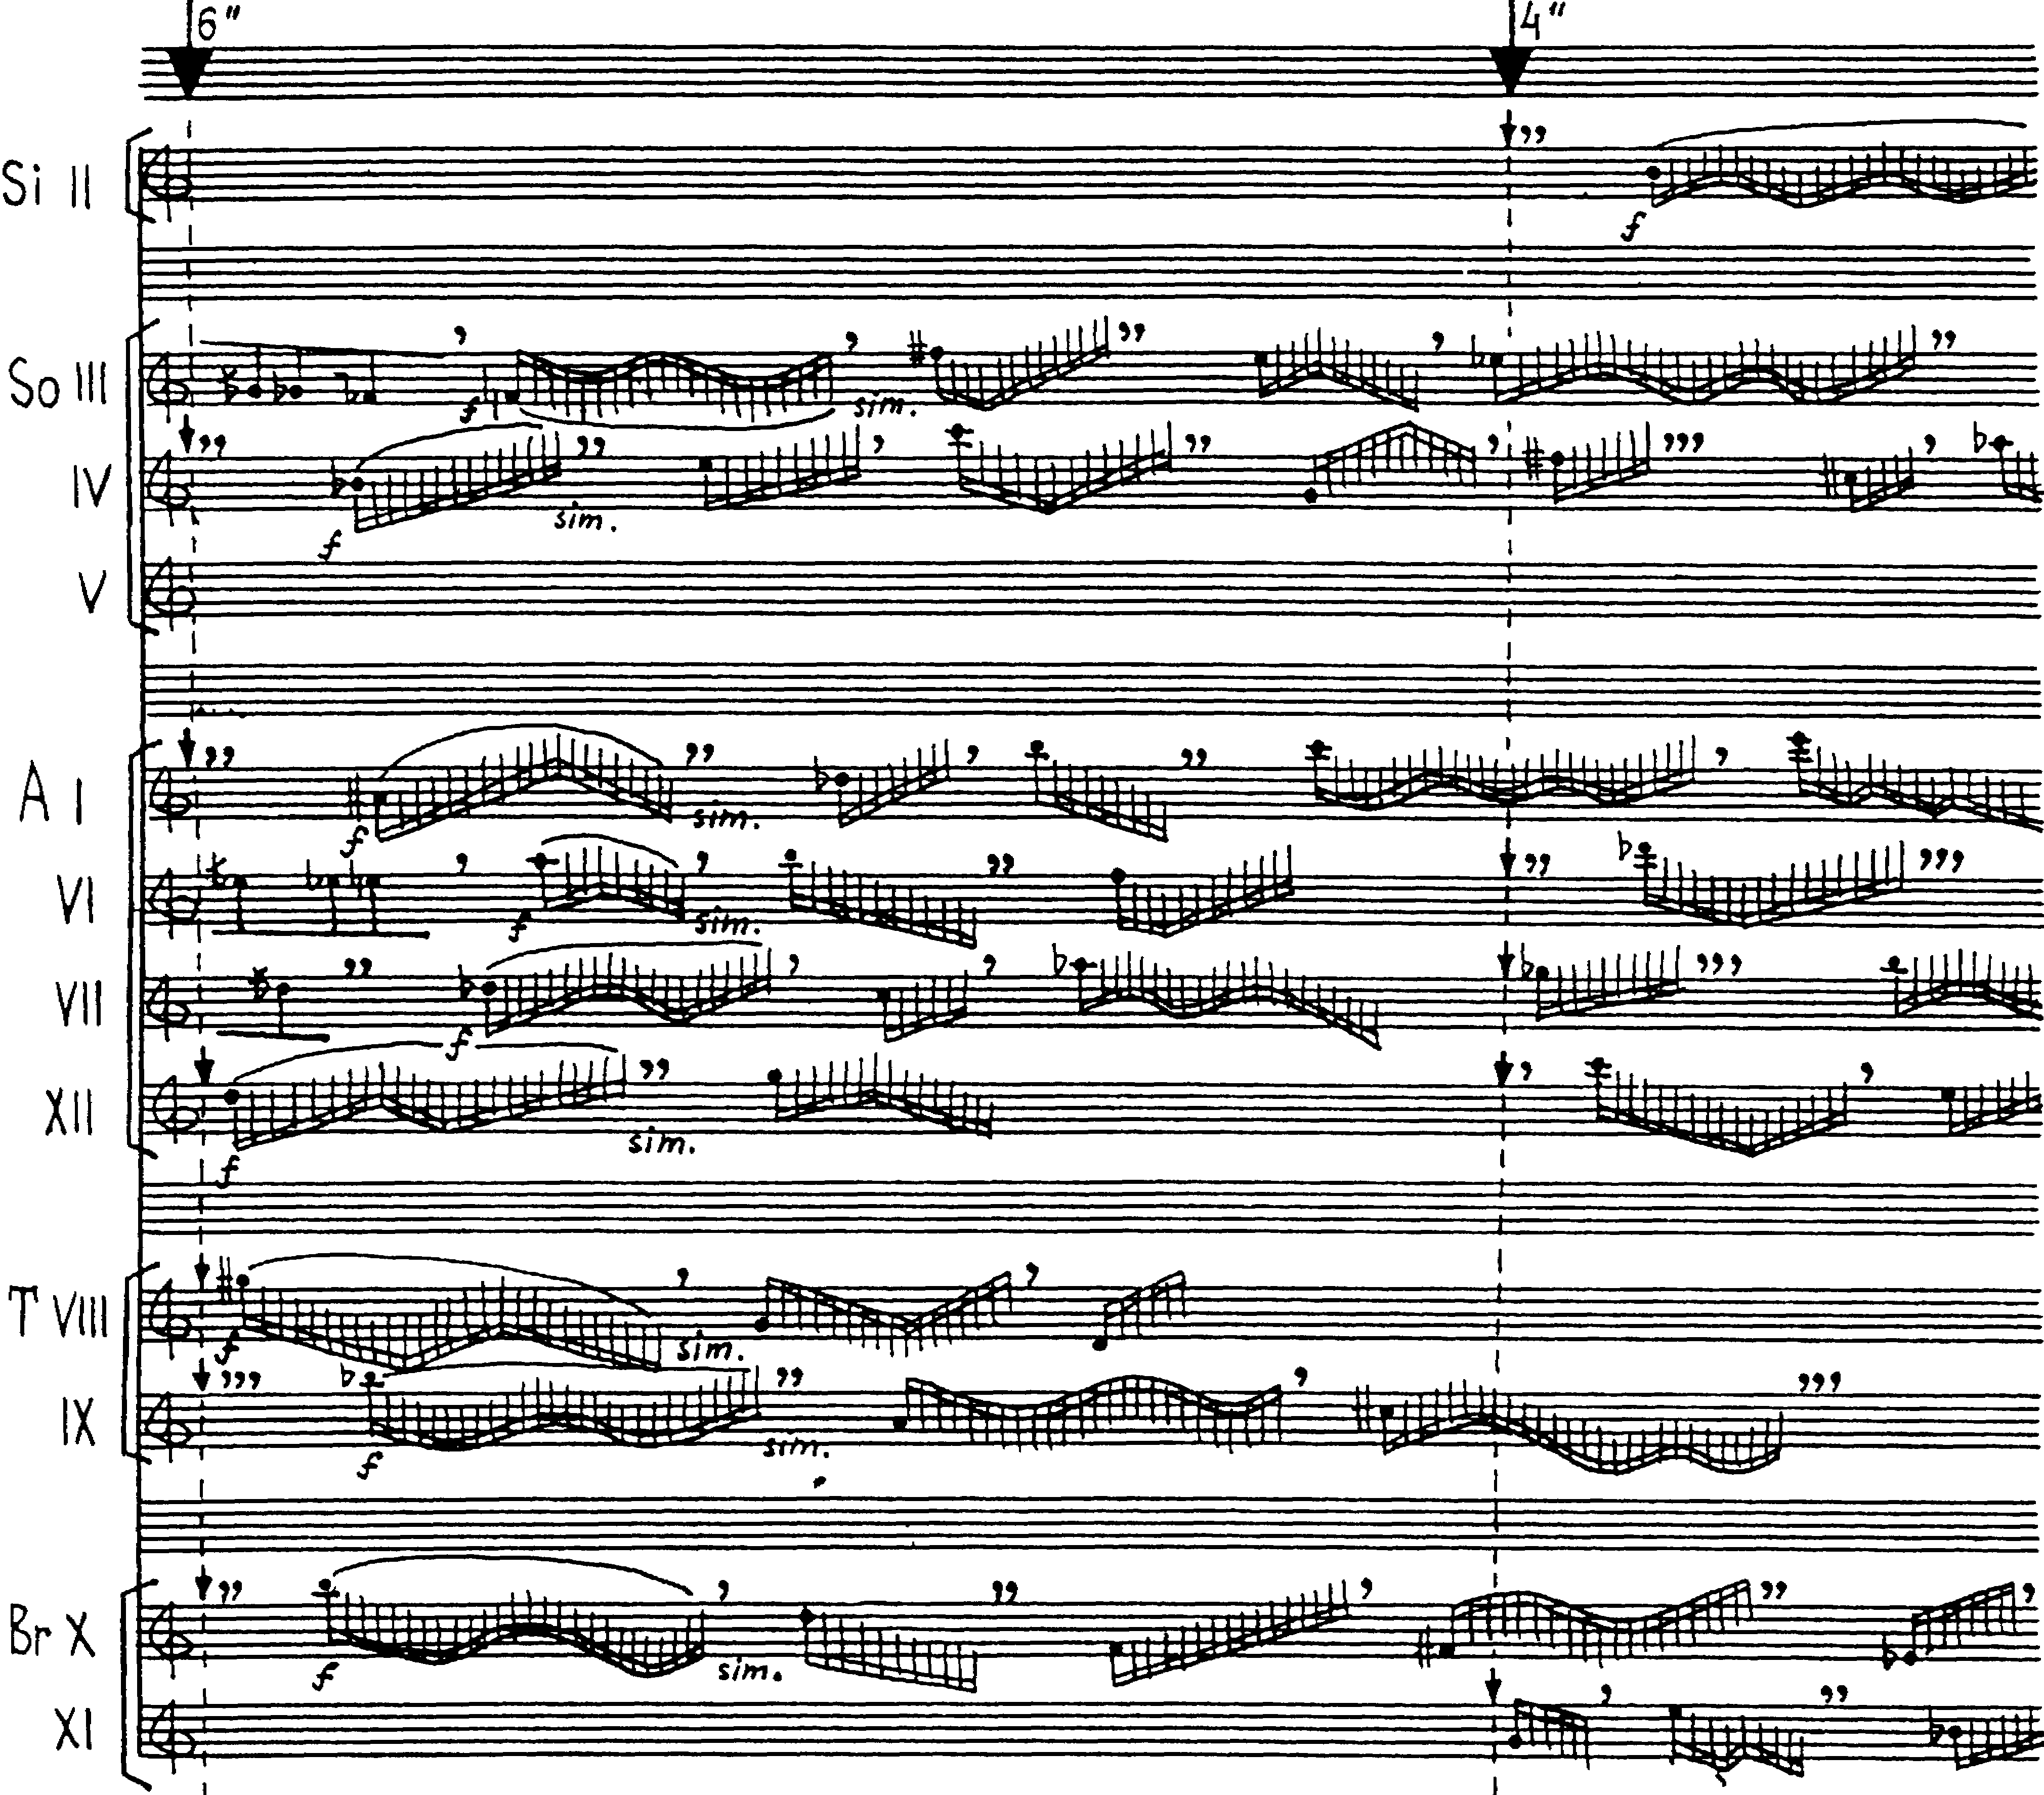 6" 4"
Si II
f
So III
f sim.
IV
sim.
f
V
A I
f sim.
VI
f sim.
VII
f
XII
sim.
f
T VIII
f sim.
IX
f sim.
Br X
f sim.
XI